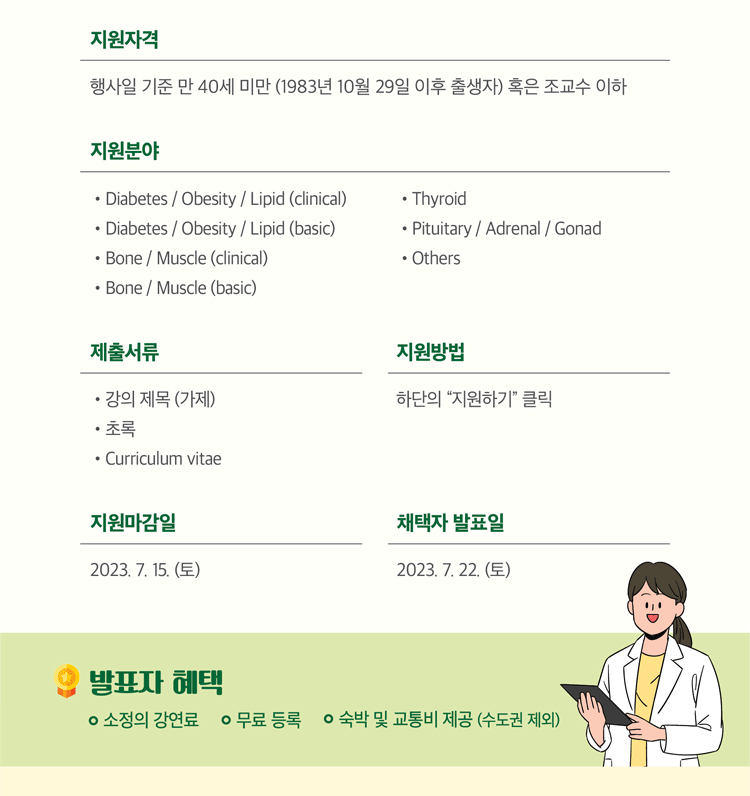 지원자격
행사일 기준 만 40세 미만 (1983년 10월 29일 이후 출생자) 혹은 조교수 이하
지원분야
• Diabetes / Obesity / Lipid (clinical)
• Diabetes / Obesity / Lipid (basic)
• Bone / Muscle (clinical)
• Bone / Muscle (basic)
• Thyroid
• Pituitary / Adrenal / Gonad
• Others
제출서류
• 강의 제목 (가제)
• 초록
• Curriculum vitae
지원방법
하단의 “지원하기” 클릭
지원마감일
2023. 7. 15. (토)
채택자 발표일
2023. 7. 22. (토)
발표자 혜택
소정의 강연료 무료 등록 숙박 및 교통비 제공 (수도권 제외)